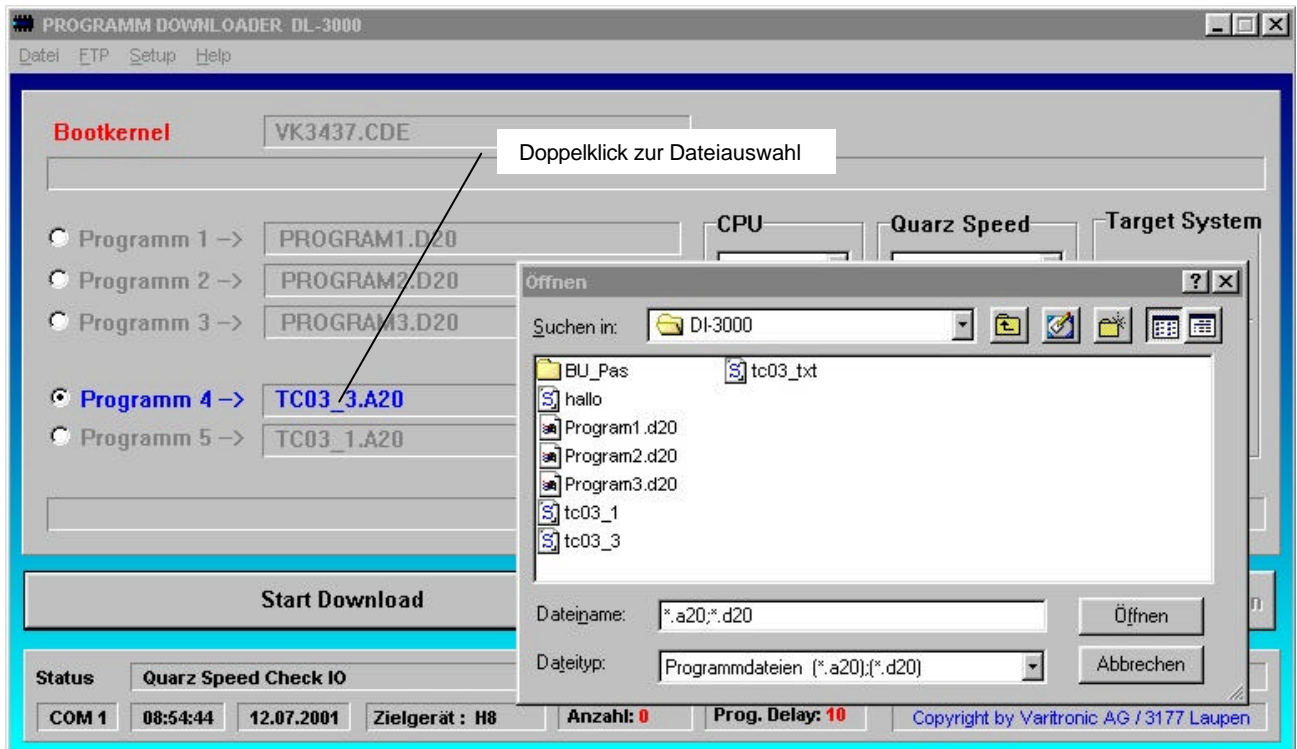 PROGRAMM DOWNLOADER DL-3000
Datei FTP Setup Help
Bootkernel VK3437.CDE
Doppelklick zur Dateiauswahl
CPU Quarz Speed Target System
Programm 1 –> PROGRAM1.D20
Programm 2 –> PROGRAM2.D20
Programm 3 –> PROGRAM3.D20
Programm 4 –> TC03_3.A20
Programm 5 –> TC03_1.A20
Öffnen
Suchen in: DI-3000
BU_Pas
hallo
Program1.d20
Program2.d20
Program3.d20
tc03_1
tc03_3
tc03_txt
Dateiname: *.a20;*.d20 Öffnen
Dateityp: Programmdateien (*.a20);(*.d20) Abbrechen
Start Download
Status Quarz Speed Check IO
COM 1 08:54:44 12.07.2001 Zielgerät : H8 Anzahl: 0 Prog. Delay: 10 Copyright by Varitronic AG / 3177 Laupen